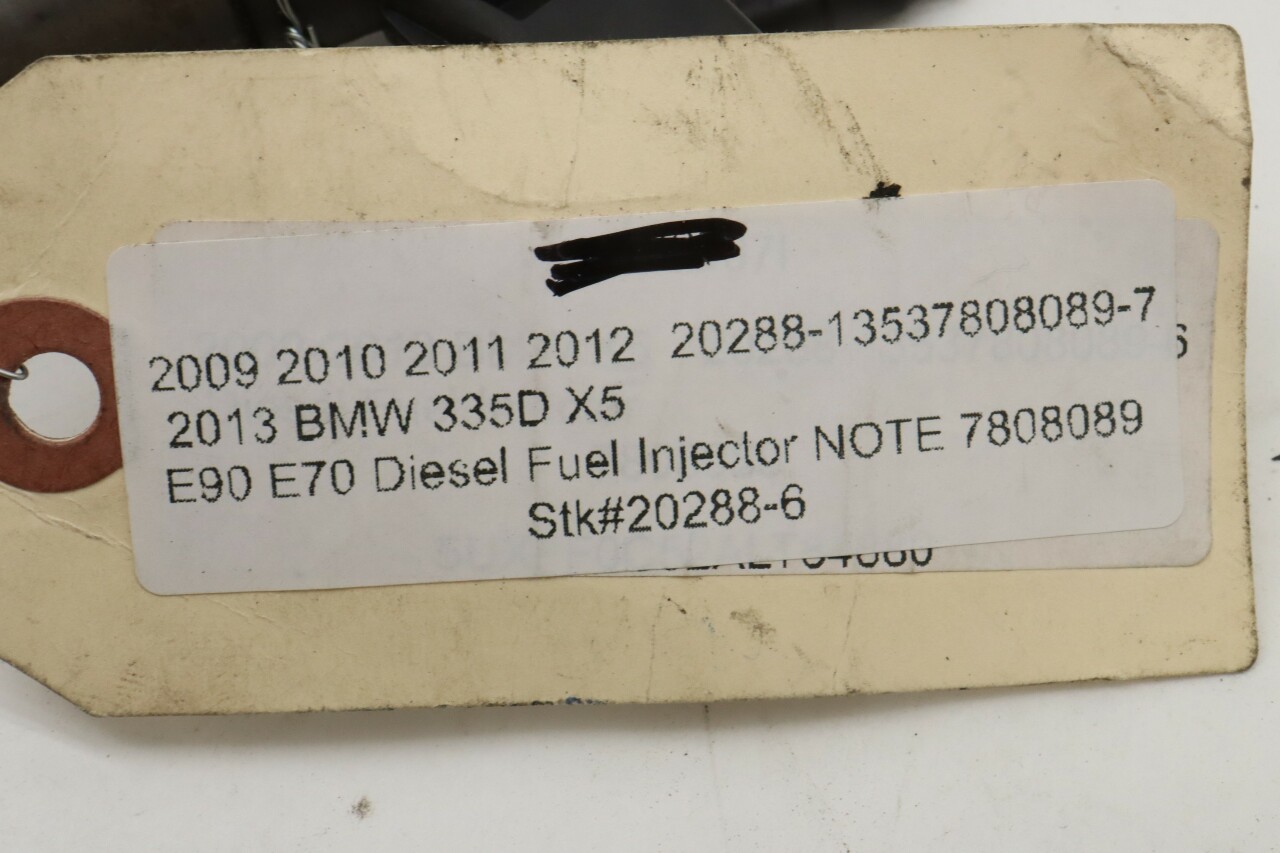 2009 2010 2011 2012 20288-13537808089-7
6
2013 BMW 335D X5
E90 E70 Diesel Fuel Injector NOTE 7808089
Stk#20288-6